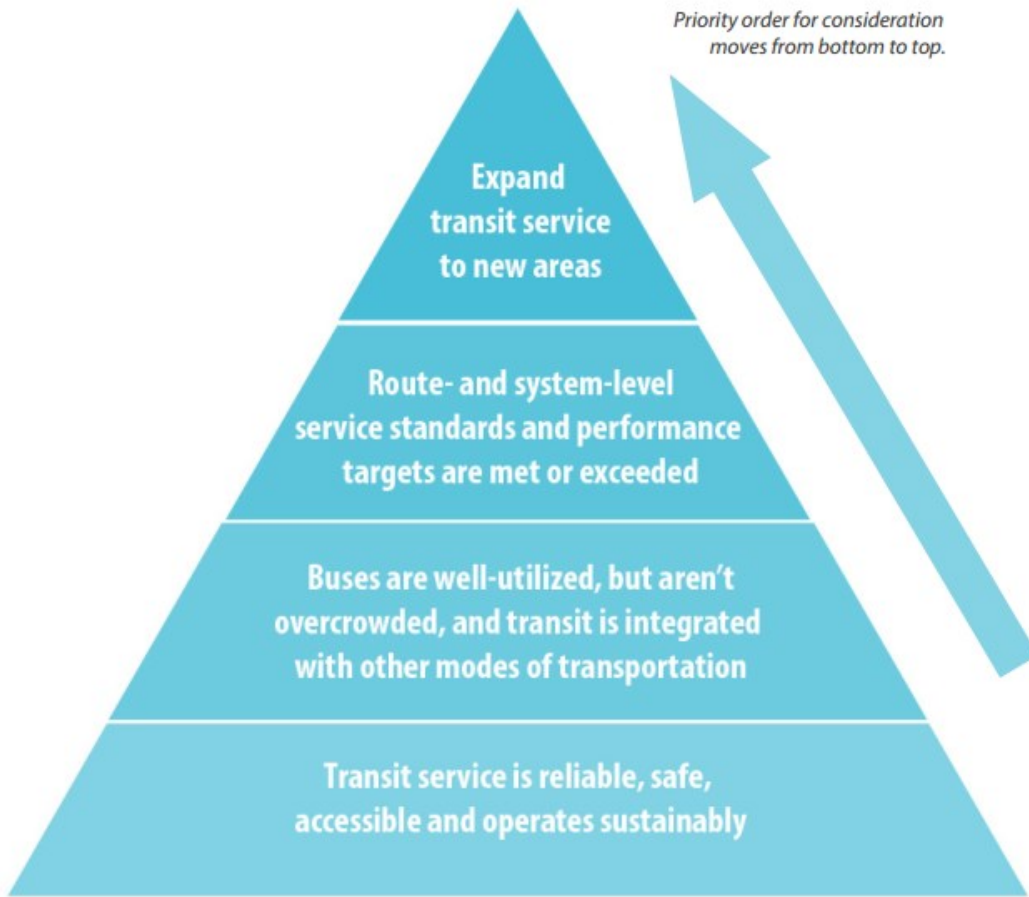 Priority order for consideration
moves from bottom to top.
Expand
transit service
to new areas
Route- and system-level
service standards and performance
targets are met or exceeded
Buses are well-utilized, but aren’t
overcrowded, and transit is integrated
with other modes of transportation
Transit service is reliable, safe,
accessible and operates sustainably